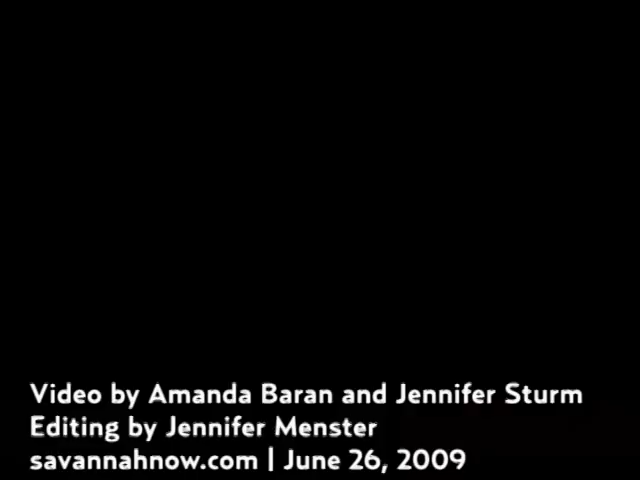 Video by Amanda Baran and Jennifer Sturm
Editing by Jennifer Menster
savannahnow.com | June 26, 2009